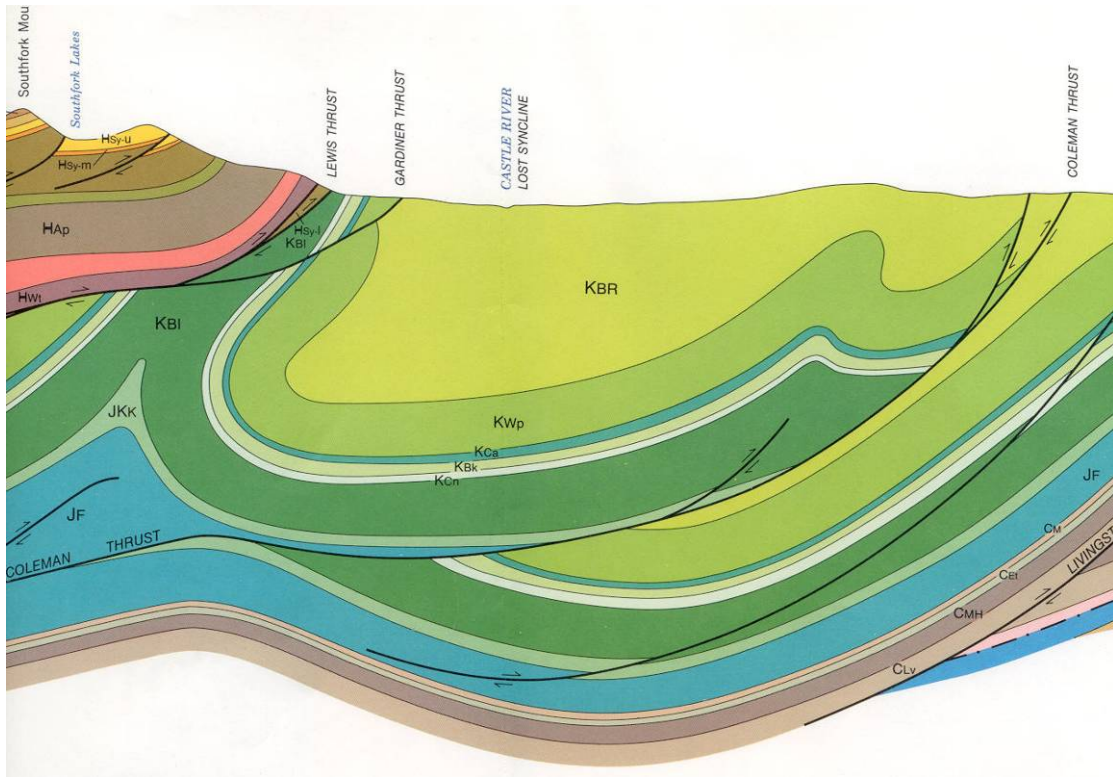 Southfork Mou
Southfork Lakes
LEWIS THRUST
GARDINER THRUST
CASTLE RIVER
LOST SYNCLINE
COLEMAN THRUST
HSy-u
HSy-m
HAp
HSy-l
KBl
HWt
KBl
KBR
JKK
KWp
KCa
KBk
KCn
JF
JF
COLEMAN THRUST
CM
LIVINGST
CEt
CMH
CLv